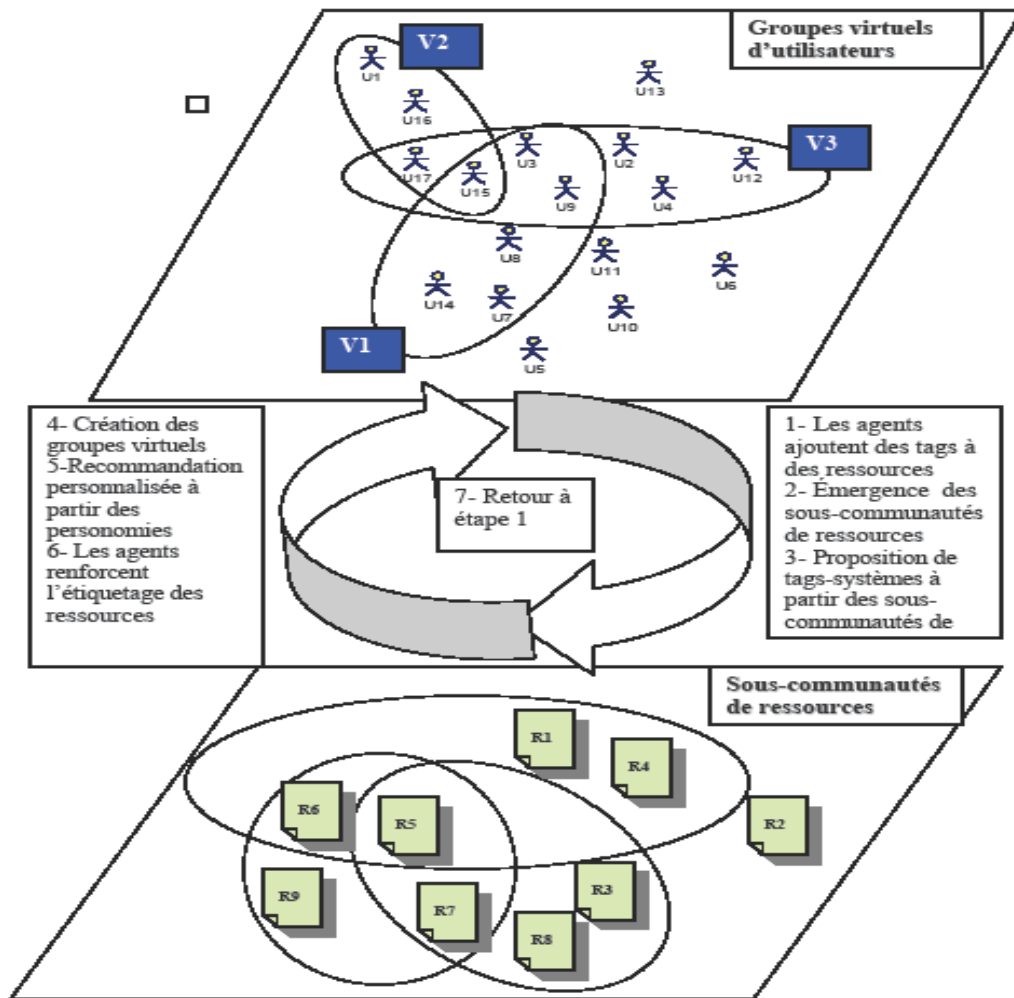 Groupes virtuels
d'utilisateurs
V2
U1
U13
U16
V3
U3
U2
U12
U17
U15
U9
U4
U8
U11
U6
U14
U7
U10
V1
U5
4- Création des
groupes virtuels
5-Recommandation
personnalisée à
partir des
personomies
6- Les agents
renforcent
l'étiquetage des
ressources
7- Retour à
étape 1
1- Les agents
ajoutent des tags à
des ressources
2- Émergence des
sous-communautés
de ressources
3- Proposition de
tags-systèmes à
partir des sous-
communautés de
Sous-communautés
de ressources
R1
R4
R6
R5
R2
R9
R7
R3
R8